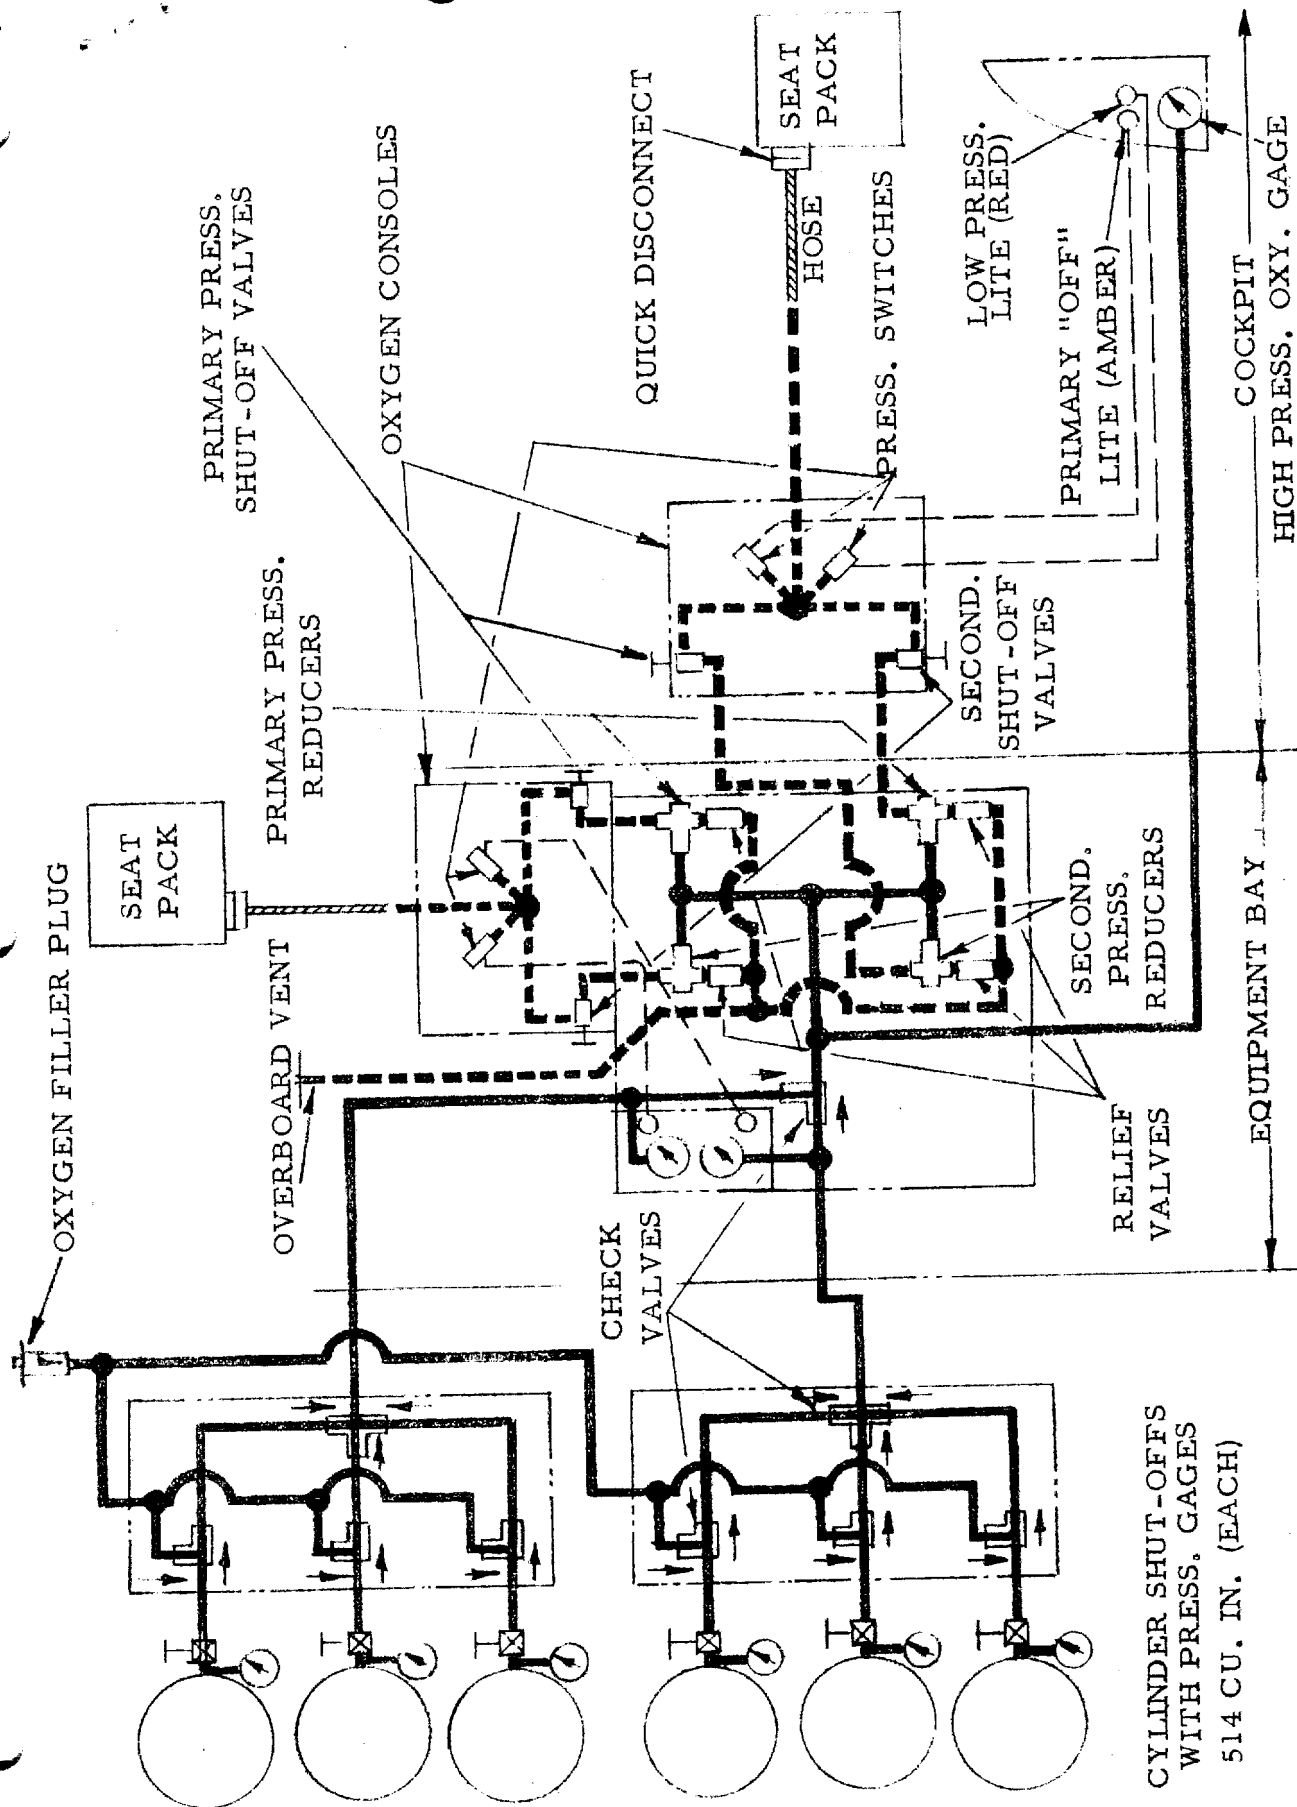 OXYGEN FILLER PLUG
SEAT
PACK
OVERBOARD VENT
PRIMARY PRESS.
REDUCERS
PRIMARY PRESS.
SHUT-OFF VALVES
OXYGEN CONSOLES
QUICK DISCONNECT
SEAT
PACK
HOSE
PRESS. SWITCHES
LOW PRESS.
LITE (RED)
PRIMARY "OFF"
LITE (AMBER)
COCKPIT
HIGH PRESS. OXY. GAGE
SECOND.
SHUT-OFF
VALVES
SECOND.
PRESS.
REDUCERS
EQUIPMENT BAY
RELIEF
VALVES
CHECK
VALVES
CYLINDER SHUT-OFFS
WITH PRESS. GAGES
514 CU. IN. (EACH)